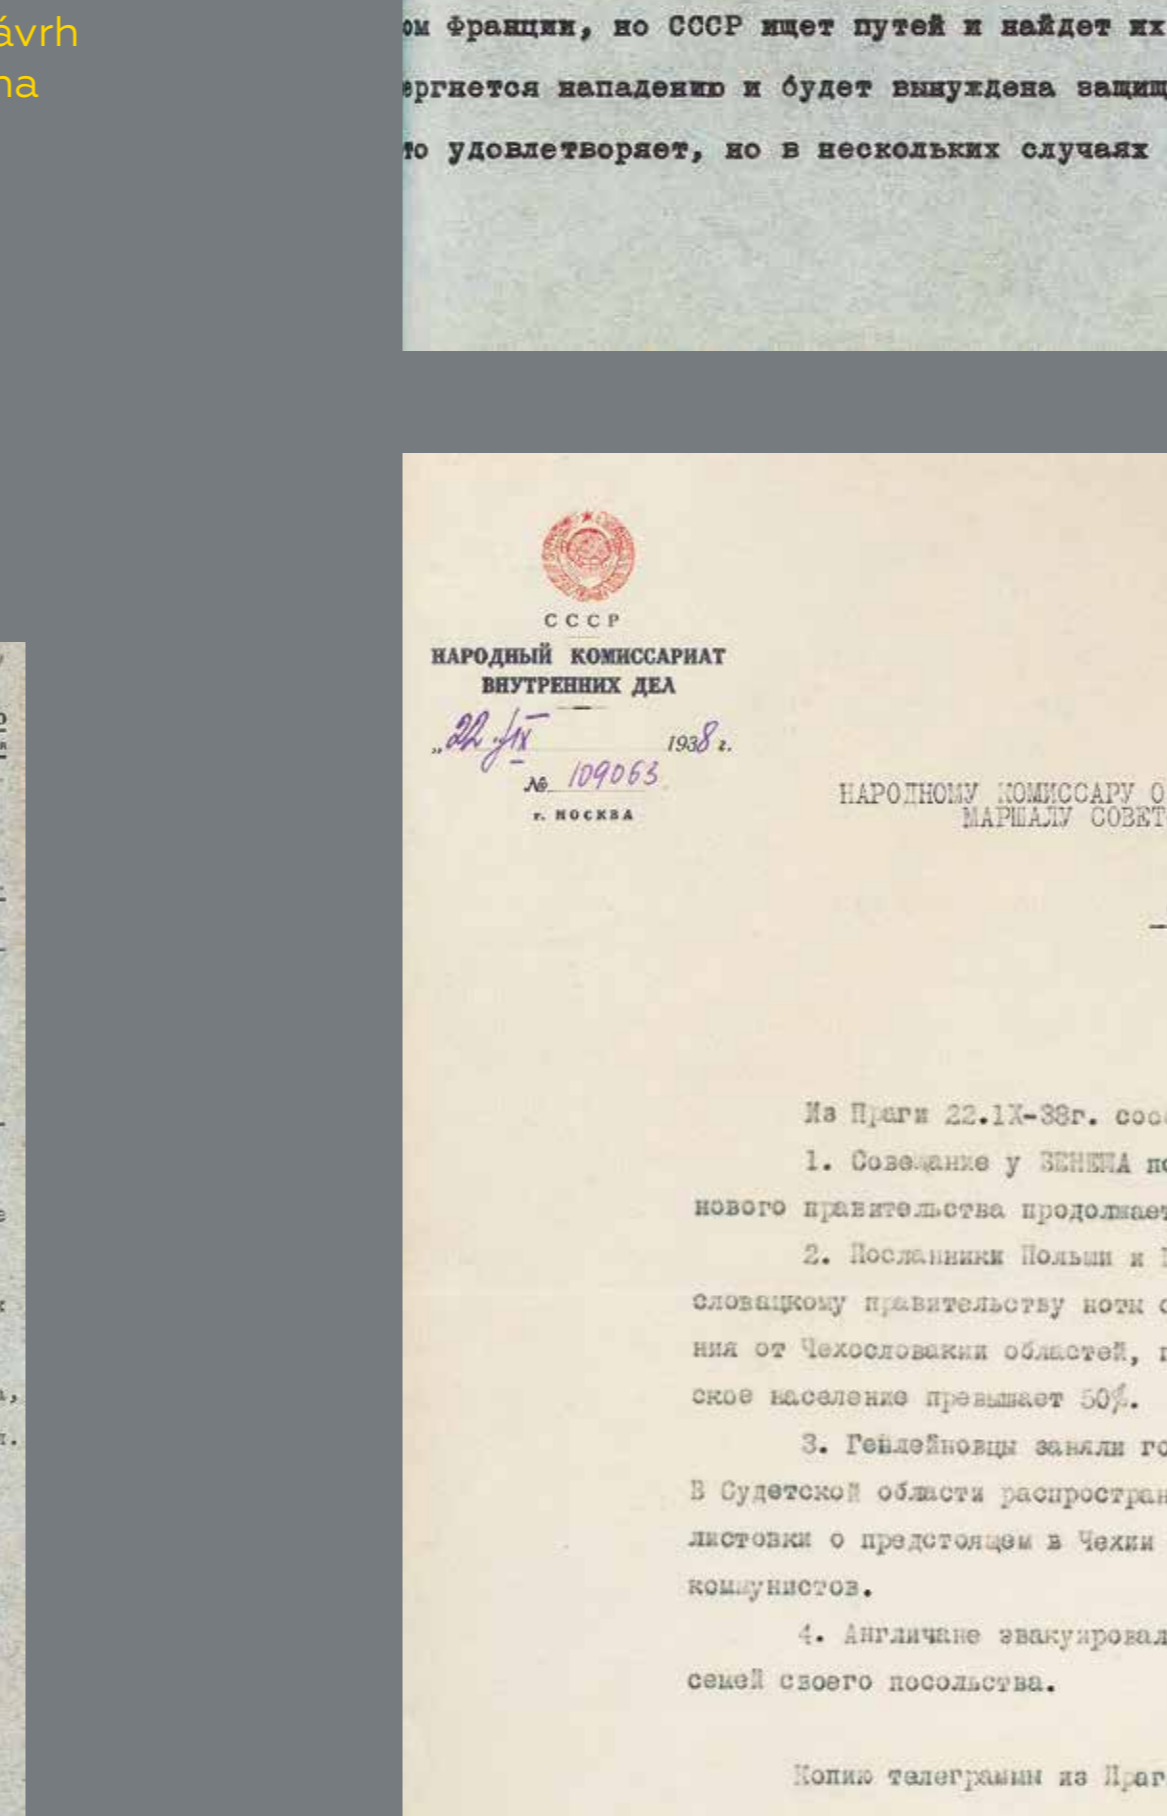 ávrh
na
ом Франции, но СССР ищет путей и найдет их
ергнется нападению и будет вынуждена защищ
то удовлетворяет, но в нескольких случаях
СССР
НАРОДНЫЙ КОМИССАРИАТ
ВНУТРЕННИХ ДЕЛ
„22 /IX 1938 г.
№ 109063
г. МОСКВА
НАРОДНОМУ КОМИССАРУ О
МАРШАЛУ СОВЕТ
Из Праги 22.IX-38г. соо
1. Совещание у БЕНЕША по
нового правительства продолжает
2. Посланники Польши и
словацкому правительству ноты о
ния от Чехословакии областей, г
ское население превышает 50%.
3. Генлейновцы заняли го
В Судетской области распростран
листовки о предстоящем в Чехии
коммунистов.
4. Англичане эвакуировал
семей своего посольства.
Копию телеграммы из Праг